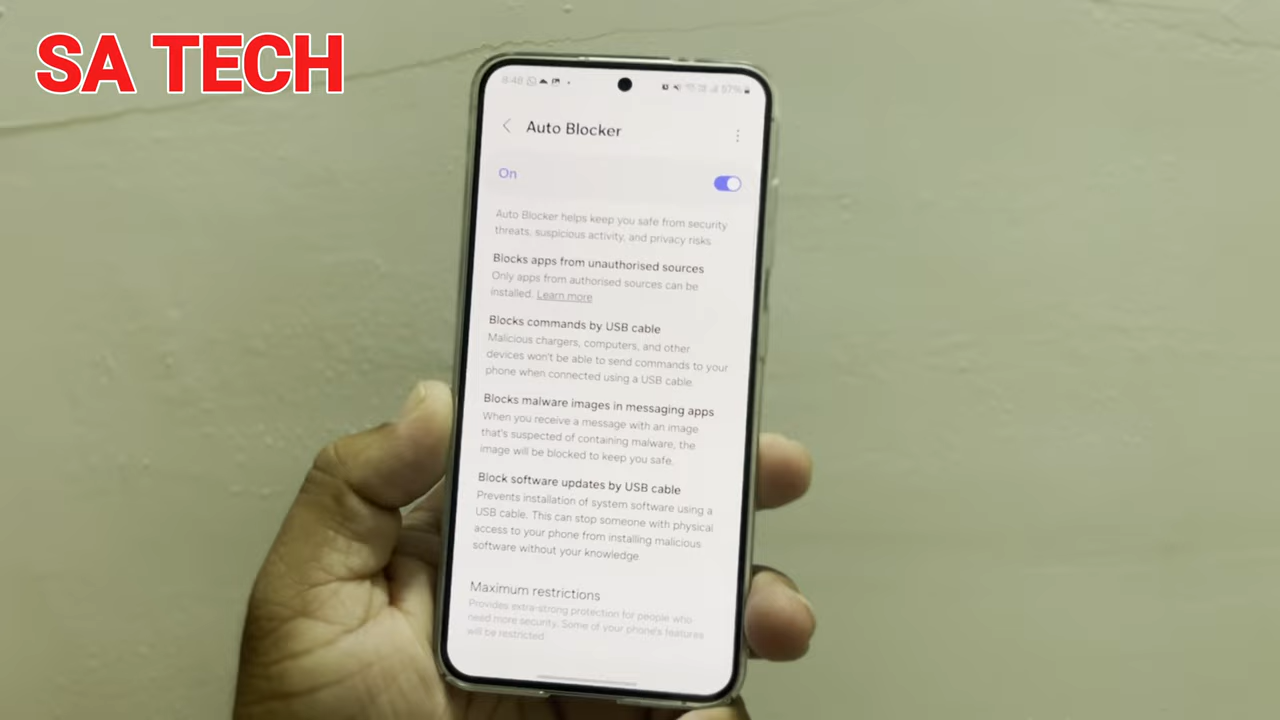 SA TECH
8:48
57%
Auto Blocker
On
Auto Blocker helps keep you safe from security
threats, suspicious activity, and privacy risks.
Blocks apps from unauthorised sources
Only apps from authorised sources can be
installed. Learn more
Blocks commands by USB cable
Malicious chargers, computers, and other
devices won't be able to send commands to your
phone when connected using a USB cable.
Blocks malware images in messaging apps
When you receive a message with an image
that's suspected of containing malware, the
image will be blocked to keep you safe.
Block software updates by USB cable
Prevents installation of system software using a
USB cable. This can stop someone with physical
access to your phone from installing malicious
software without your knowledge.
Maximum restrictions
Provides extra-strong protection for people who
need more security. Some of your phone's features
will be restricted.